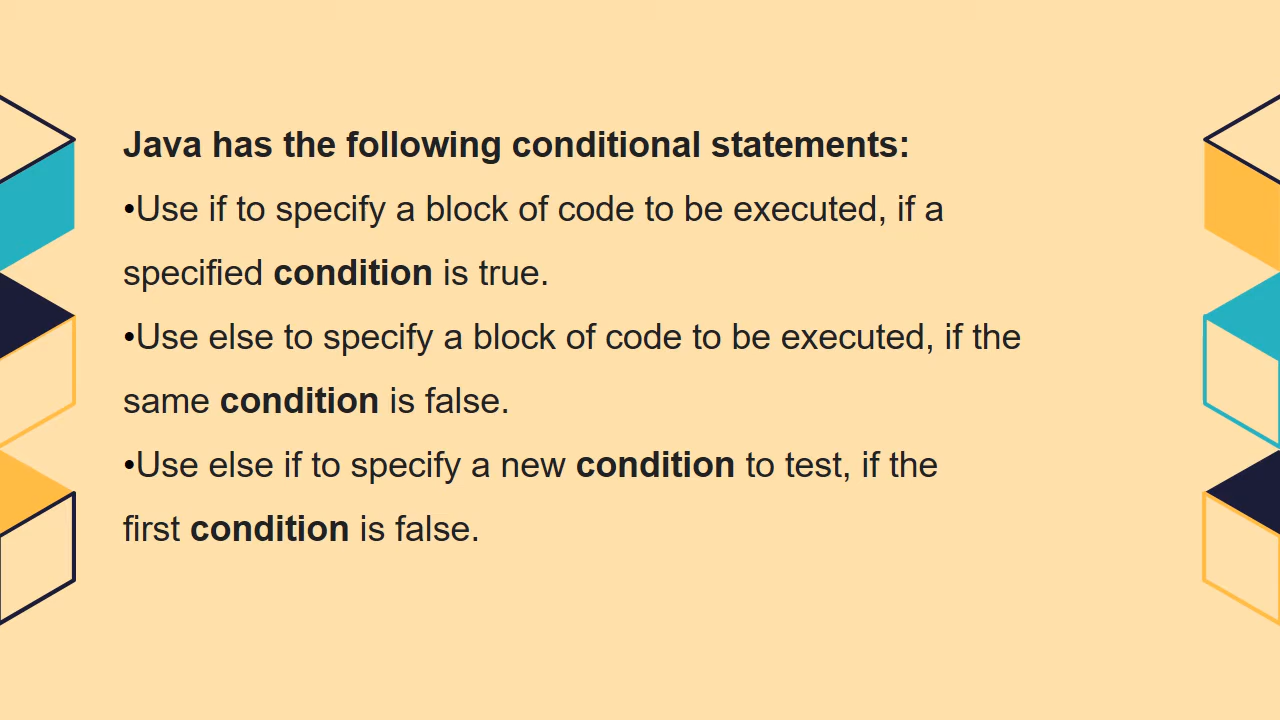 Java has the following conditional statements:
•Use if to specify a block of code to be executed, if a
specified condition is true.
•Use else to specify a block of code to be executed, if the
same condition is false.
•Use else if to specify a new condition to test, if the
first condition is false.